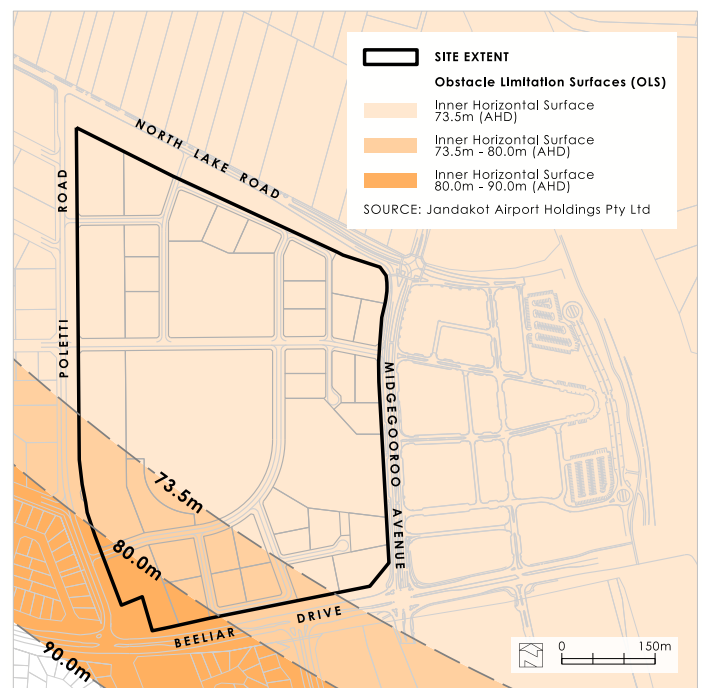 SITE EXTENT
Obstacle Limitation Surfaces (OLS)
Inner Horizontal Surface
73.5m (AHD)
Inner Horizontal Surface
73.5m - 80.0m (AHD)
Inner Horizontal Surface
80.0m - 90.0m (AHD)
SOURCE: Jandakot Airport Holdings Pty Ltd
NORTH LAKE ROAD
POLETTI ROAD
MIDGEGOOROO AVENUE
73.5m
80.0m
90.0m
BEELIAR DRIVE
0 150m